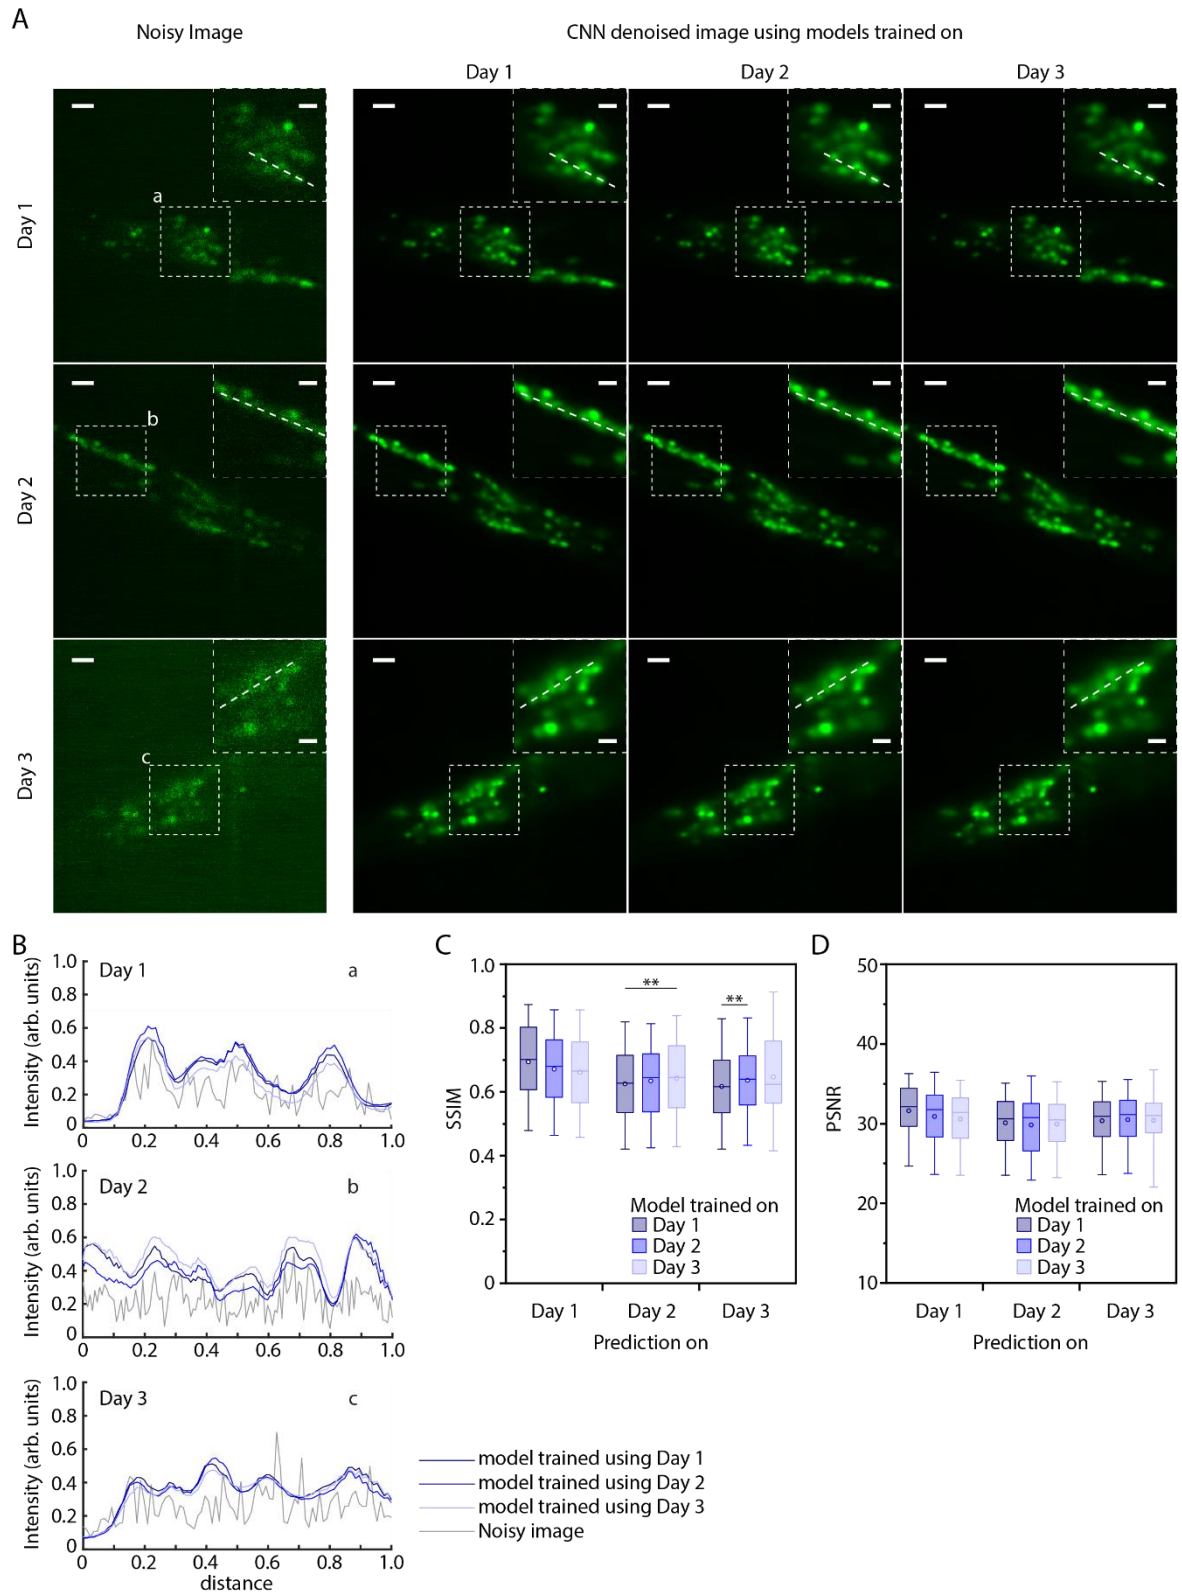 A
Noisy Image
CNN denoised image using models trained on
Day 1
Day 2
Day 3
Day 1
a
Day 2
b
Day 3
c
B
Day 1
a
Intensity (arb. units)
1.0
0.8
0.6
0.4
0.2
0
0
0.2
0.4
0.6
0.8
1.0
Day 2
b
Intensity (arb. units)
1.0
0.8
0.6
0.4
0.2
0
0
0.2
0.4
0.6
0.8
1.0
Day 3
c
Intensity (arb. units)
1.0
0.8
0.6
0.4
0.2
0
0
0.2
0.4
0.6
0.8
1.0
distance
model trained using Day 1
model trained using Day 2
model trained using Day 3
Noisy image
C
SSIM
1.0
0.8
0.6
0.4
0.2
0
**
**
Model trained on
Day 1
Day 2
Day 3
Day 1
Day 2
Day 3
Prediction on
D
PSNR
50
40
30
20
10
Model trained on
Day 1
Day 2
Day 3
Day 1
Day 2
Day 3
Prediction on